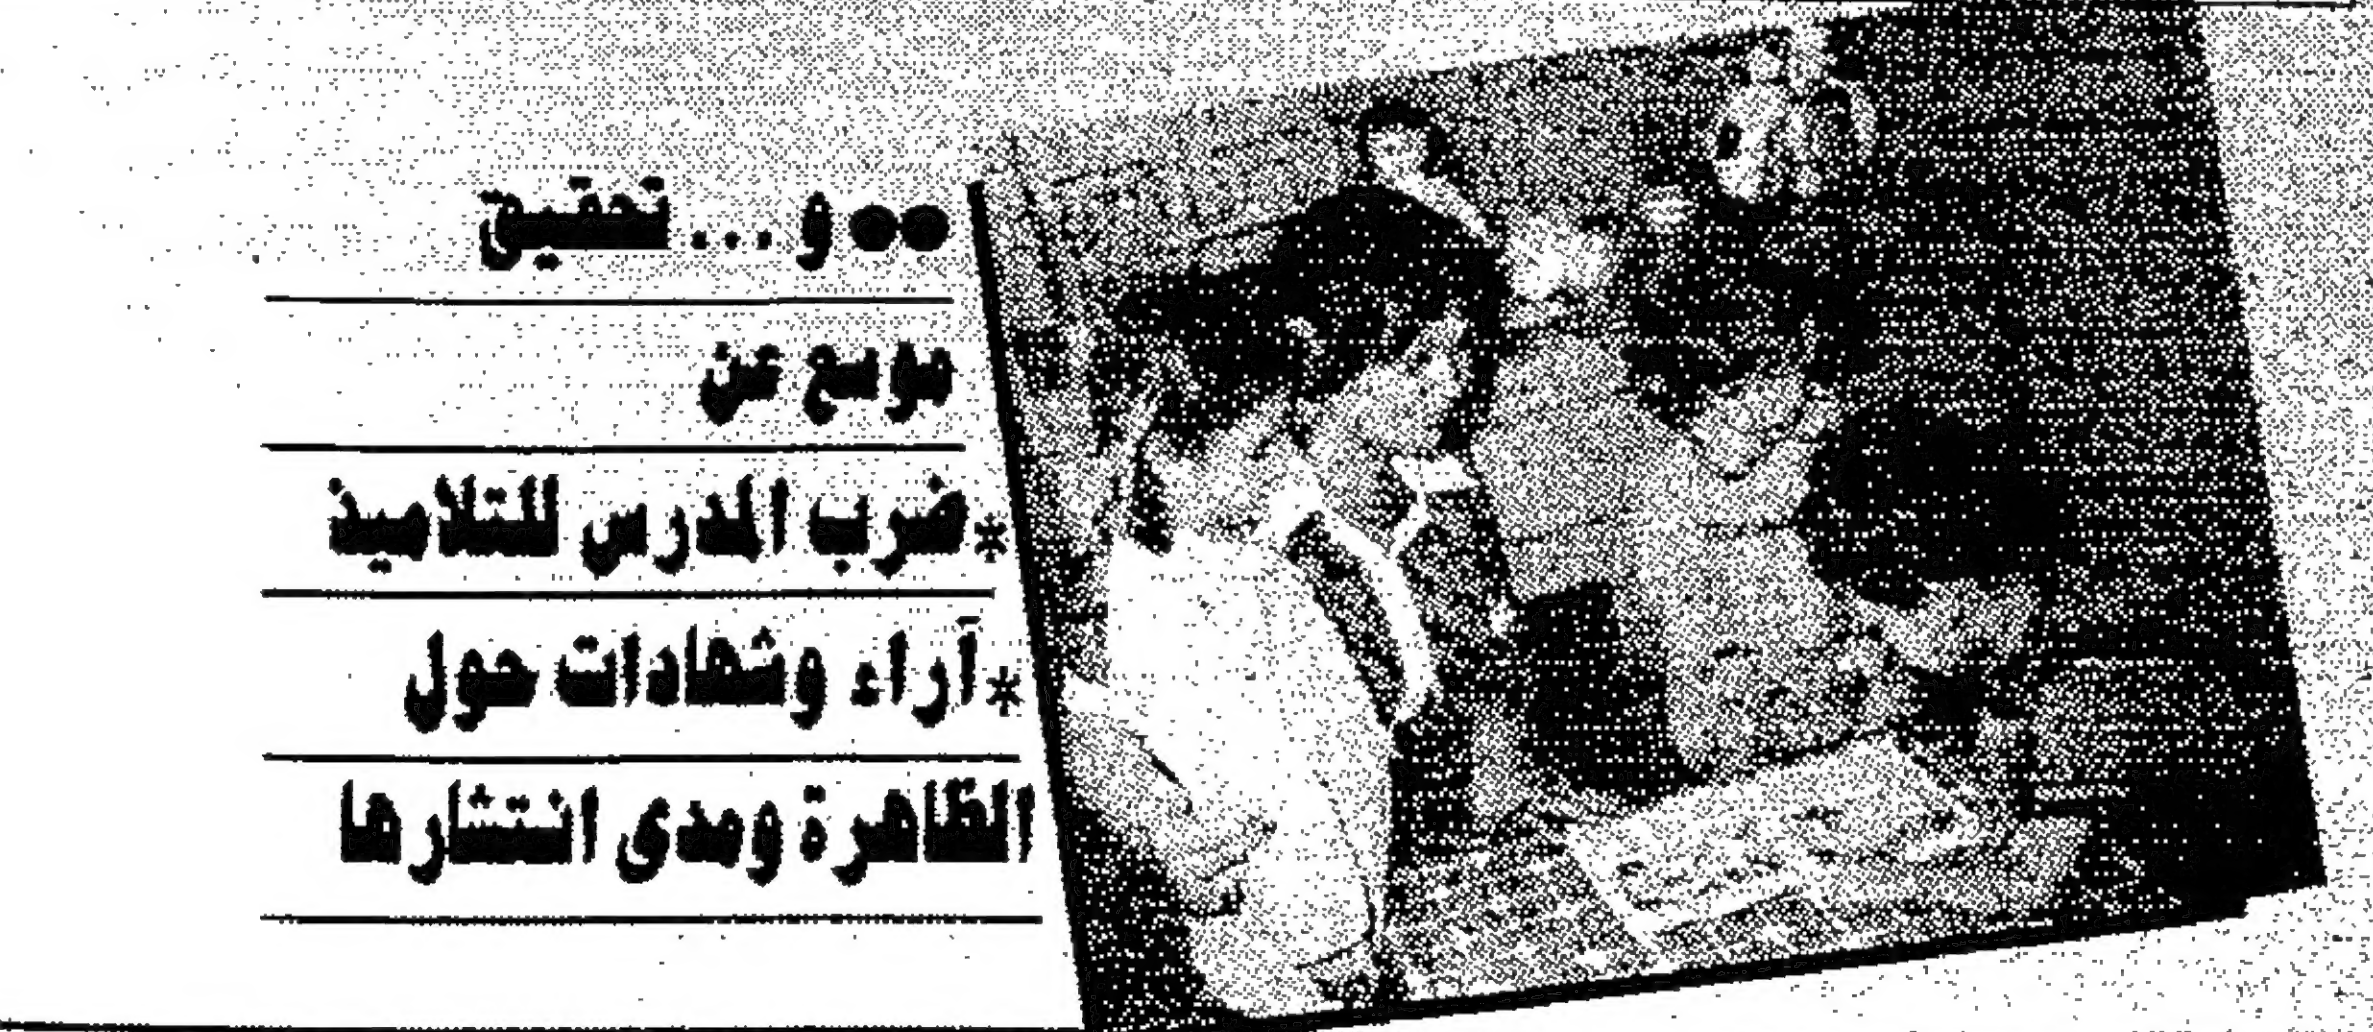 ●● و... تحقيق
موسع عن
* ضرب المدرس للتلاميذ
* آراء وشهادات حول
الظاهرة ومدى انتشارها